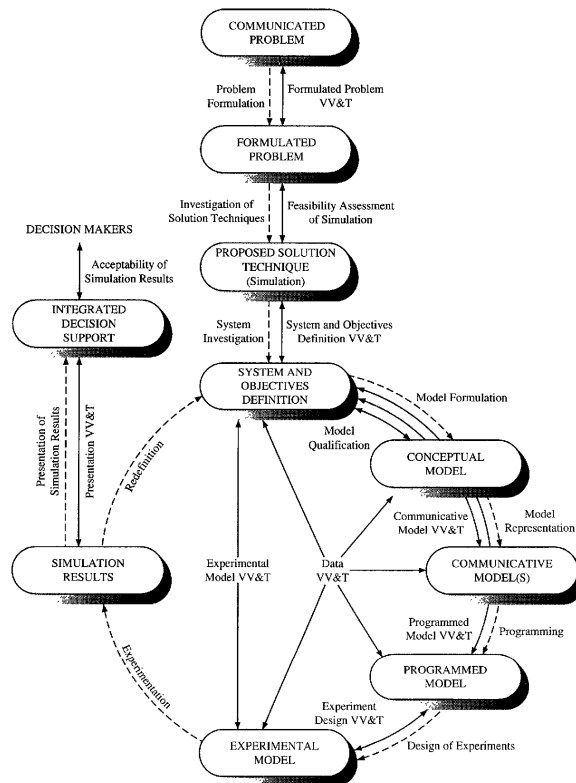 COMMUNICATED
PROBLEM
Problem
Formulation
Formulated Problem
VV&T
FORMULATED
PROBLEM
Investigation of
Solution Techniques
Feasibility Assessment
of Simulation
DECISION MAKERS
Acceptability of
Simulation Results
PROPOSED SOLUTION
TECHNIQUE
(Simulation)
INTEGRATED
DECISION
SUPPORT
System
Investigation
System and Objectives
Definition VV&T
SYSTEM AND
OBJECTIVES
DEFINITION
Model Formulation
Model
Qualification
CONCEPTUAL
MODEL
Presentation of
Simulation Results
Presentation VV&T
Redefinition
Communicative
Model VV&T
Model
Representation
SIMULATION
RESULTS
Experimental
Model VV&T
Data
VV&T
COMMUNICATIVE
MODEL(S)
Programmed
Model VV&T
Programming
PROGRAMMED
MODEL
Experimentation
Experiment
Design VV&T
Design of Experiments
EXPERIMENTAL
MODEL